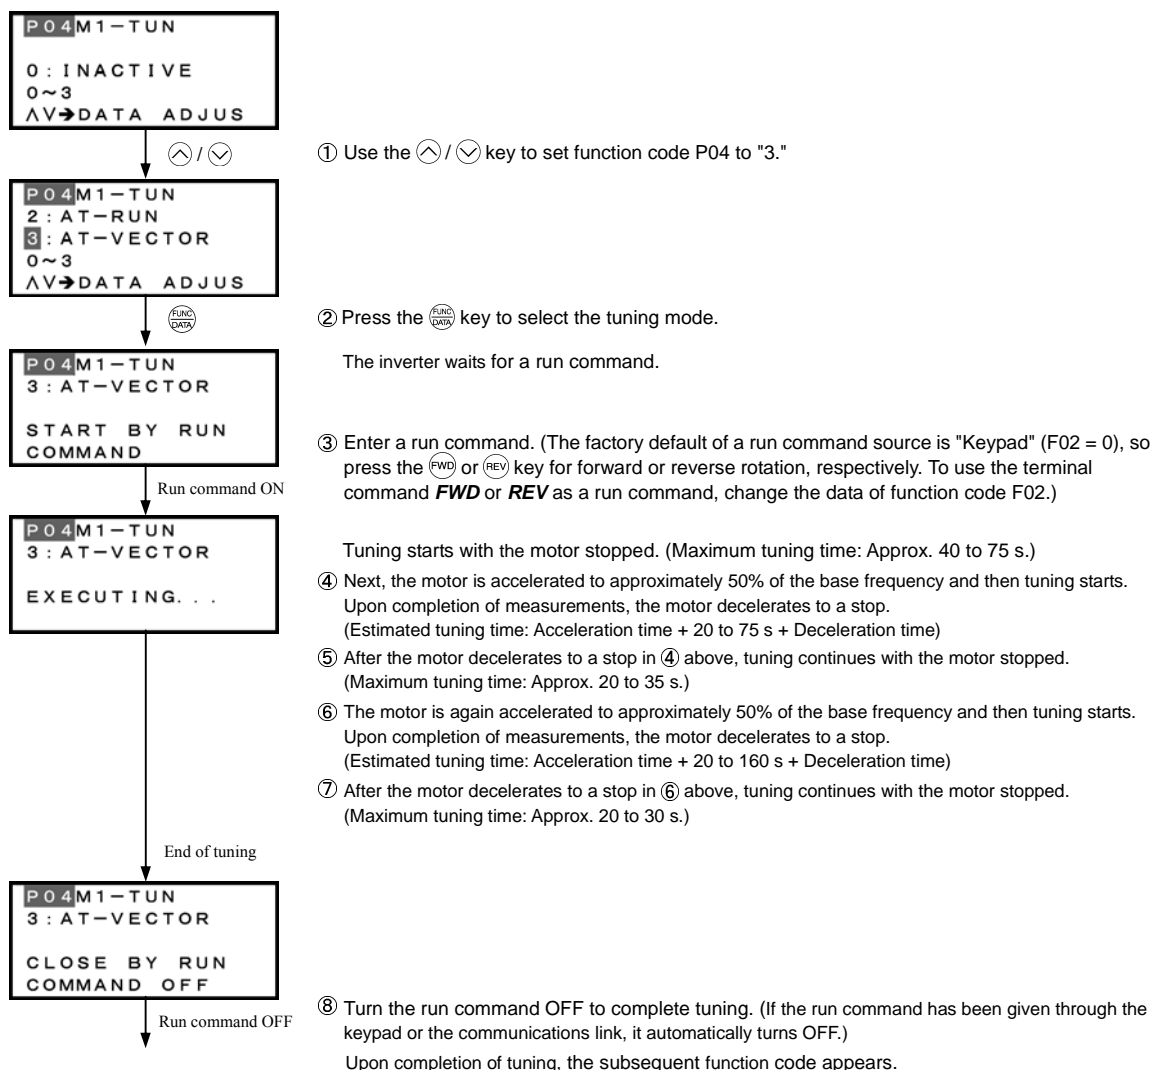 P04M1-TUN
0:INACTIVE
0~3
∧∨→DATA ADJUS
∧ / ∨
① Use the ∧ / ∨ key to set function code P04 to "3."
P04M1-TUN
2:AT-RUN
3:AT-VECTOR
0~3
∧∨→DATA ADJUS
FUNC
DATA
② Press the FUNC DATA key to select the tuning mode.
The inverter waits for a run command.
P04M1-TUN
3:AT-VECTOR
START BY RUN
COMMAND
③ Enter a run command. (The factory default of a run command source is "Keypad" (F02 = 0), so
press the FWD or REV key for forward or reverse rotation, respectively. To use the terminal
command FWD or REV as a run command, change the data of function code F02.)
Run command ON
P04M1-TUN
3:AT-VECTOR
EXECUTING...
Tuning starts with the motor stopped. (Maximum tuning time: Approx. 40 to 75 s.)
④ Next, the motor is accelerated to approximately 50% of the base frequency and then tuning starts.
Upon completion of measurements, the motor decelerates to a stop.
(Estimated tuning time: Acceleration time + 20 to 75 s + Deceleration time)
⑤ After the motor decelerates to a stop in ④ above, tuning continues with the motor stopped.
(Maximum tuning time: Approx. 20 to 35 s.)
⑥ The motor is again accelerated to approximately 50% of the base frequency and then tuning starts.
Upon completion of measurements, the motor decelerates to a stop.
(Estimated tuning time: Acceleration time + 20 to 160 s + Deceleration time)
⑦ After the motor decelerates to a stop in ⑥ above, tuning continues with the motor stopped.
(Maximum tuning time: Approx. 20 to 30 s.)
End of tuning
P04M1-TUN
3:AT-VECTOR
CLOSE BY RUN
COMMAND OFF
Run command OFF
⑧ Turn the run command OFF to complete tuning. (If the run command has been given through the
keypad or the communications link, it automatically turns OFF.)
Upon completion of tuning, the subsequent function code appears.